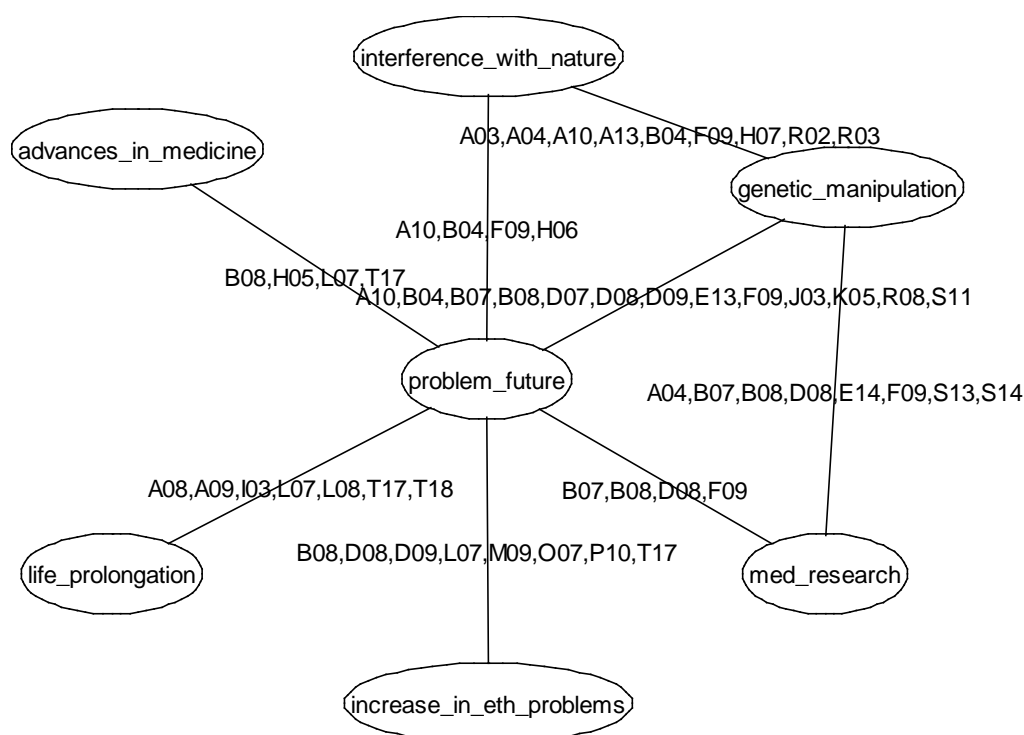 interference_with_nature
A03,A04,A10,A13,B04,F09,H07,R02,R03
advances_in_medicine
genetic_manipulation
A10,B04,F09,H06
B08,H05,L07,T17
A10,B04,B07,B08,D07,D08,D09,E13,F09,J03,K05,R08,S11
problem_future
A04,B07,B08,D08,E14,F09,S13,S14
A08,A09,I03,L07,L08,T17,T18
B07,B08,D08,F09
B08,D08,D09,L07,M09,O07,P10,T17
life_prolongation
med_research
increase_in_eth_problems